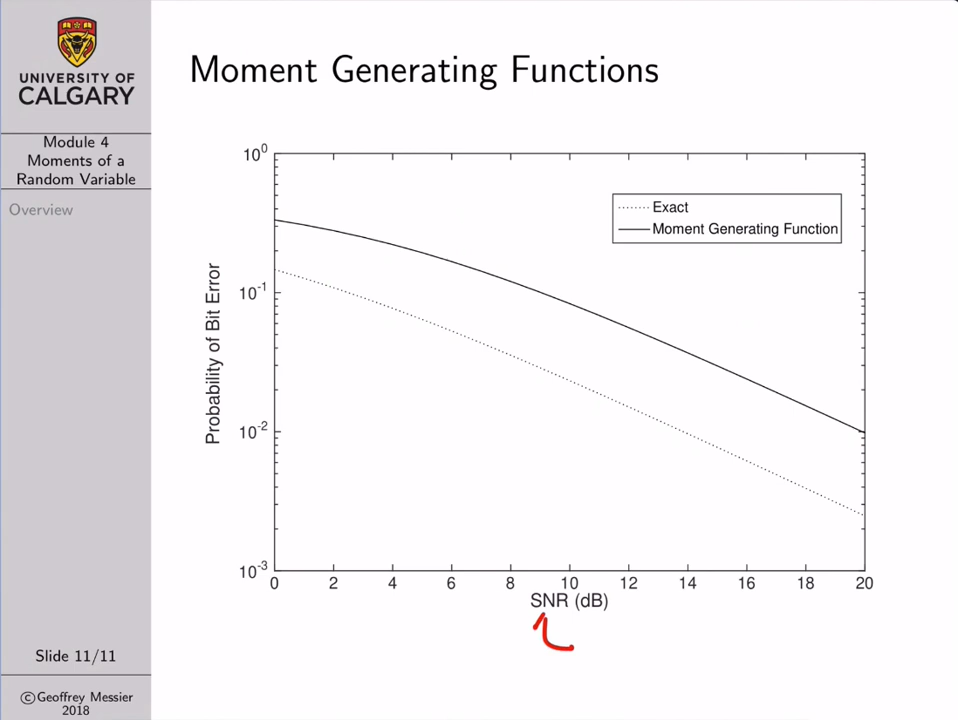 UNIVERSITY OF
CALGARY
Module 4
Moments of a
Random Variable
Overview
Slide 11/11
©Geoffrey Messier
2018
Moment Generating Functions
Exact
Moment Generating Function
Probability of Bit Error
10^0
10^-1
10^-2
10^-3
0 2 4 6 8 10 12 14 16 18 20
SNR (dB)